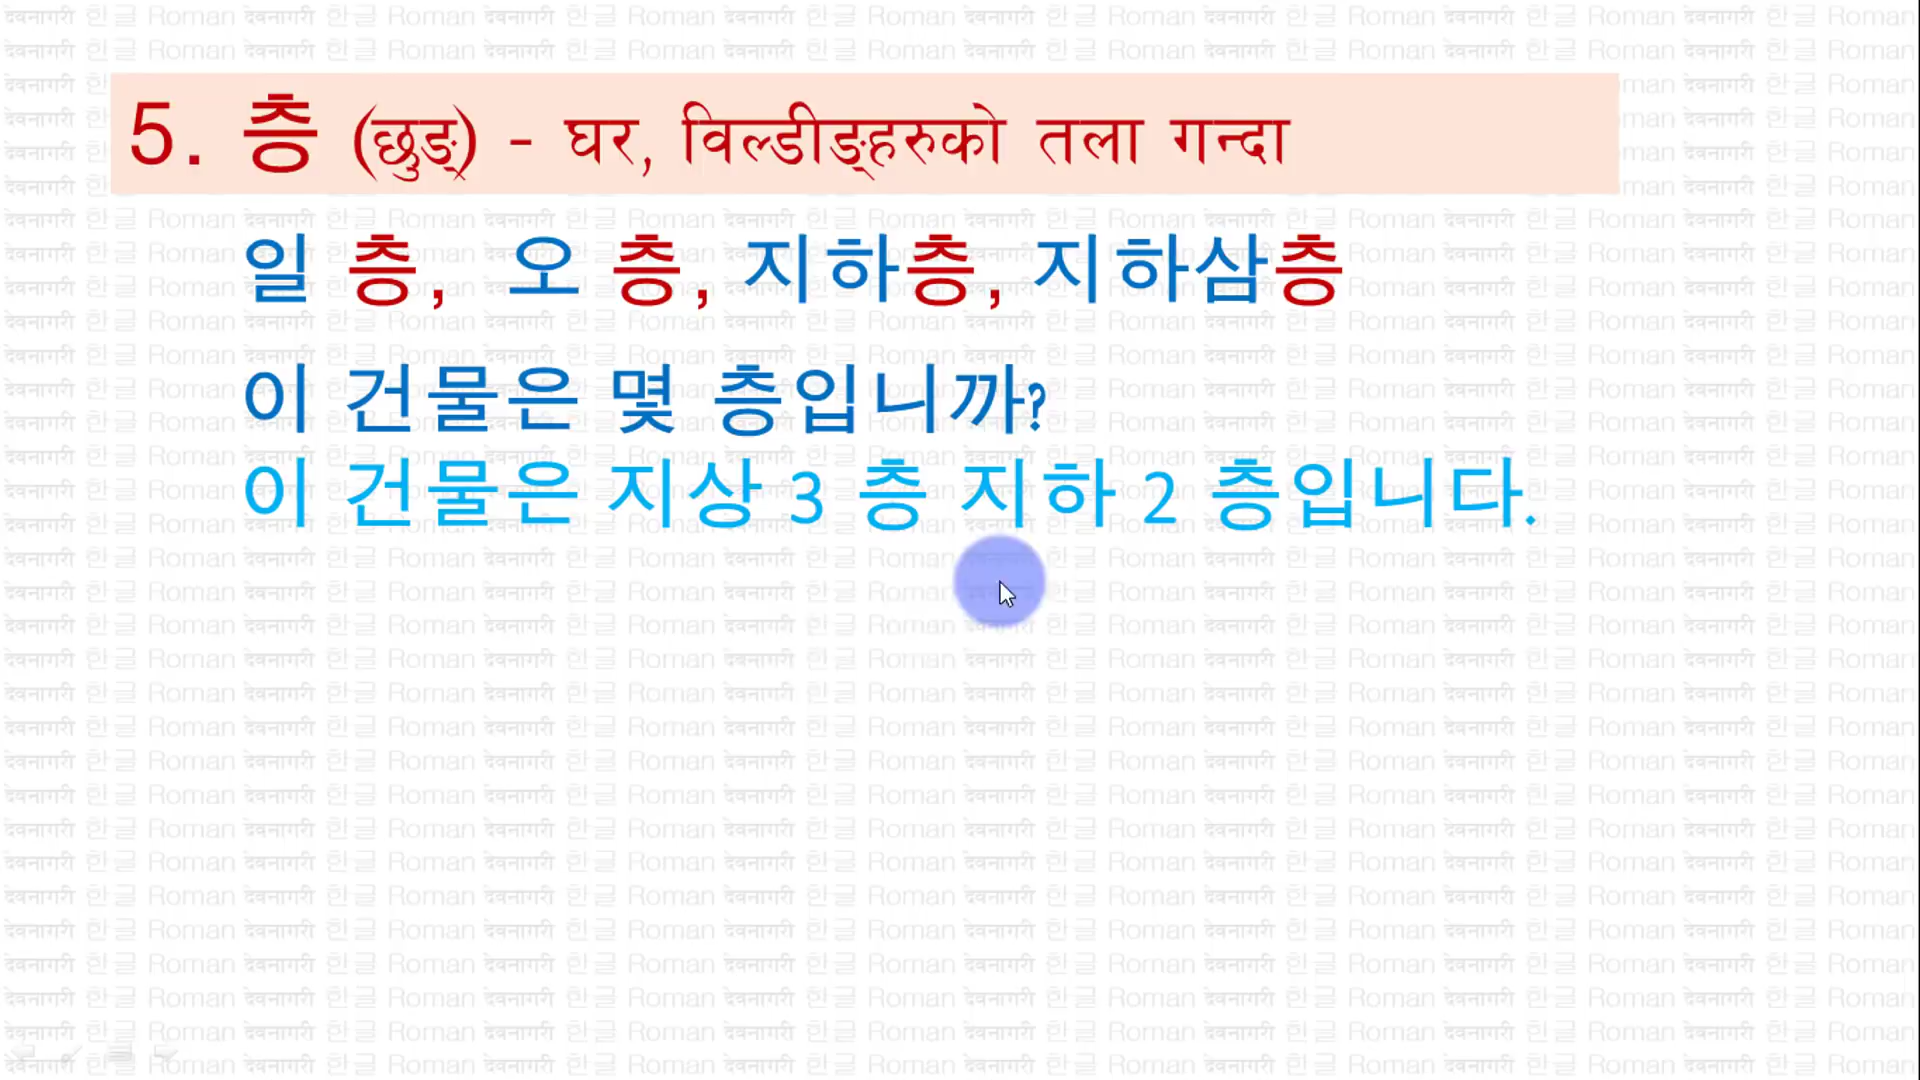 5. 층 (छुङ्) - घर, विल्डीङ्हरुको तला गन्दा
일 층, 오 층, 지하층, 지하삼층
이 건물은 몇 층입니까?
이 건물은 지상 3 층 지하 2 층입니다.